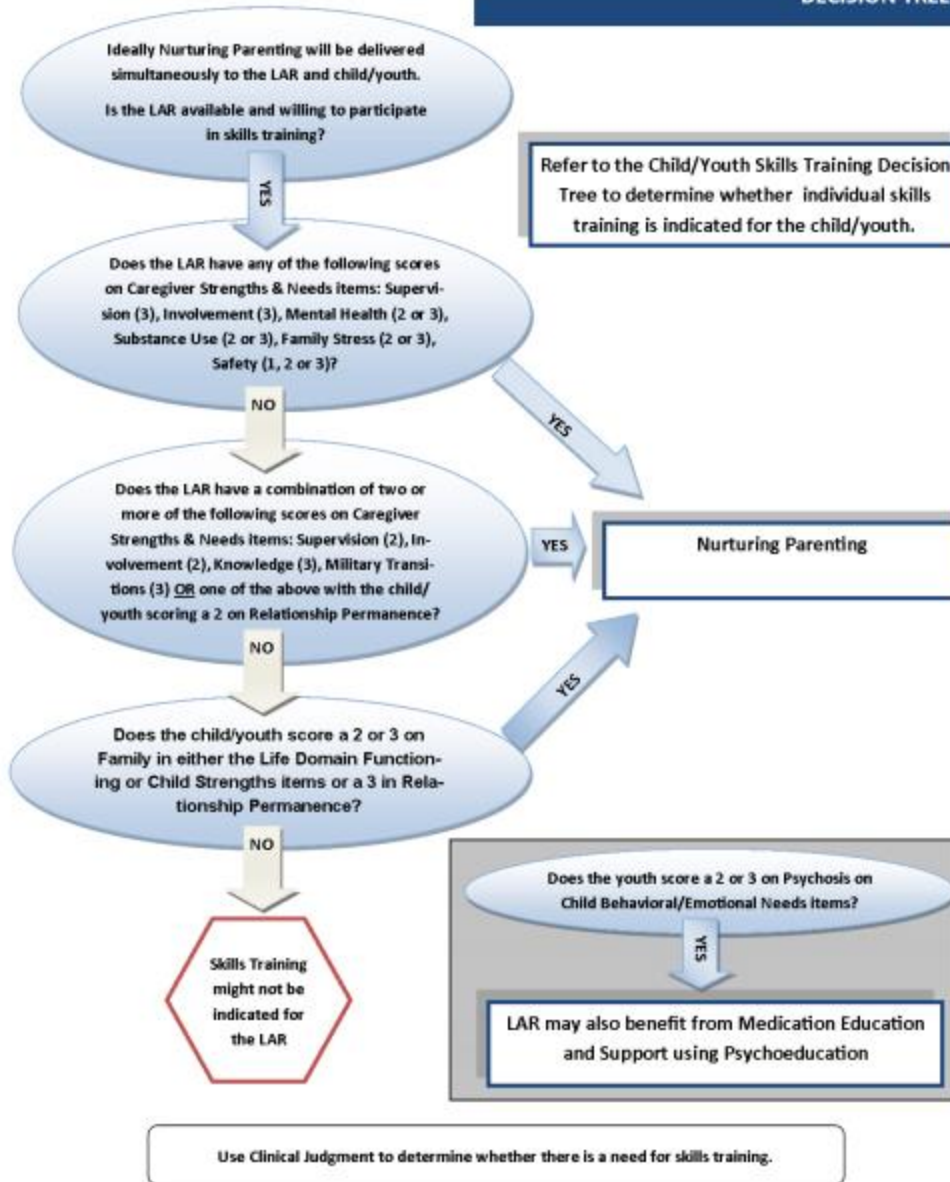 DECISION TREE
Ideally Nurturing Parenting will be delivered
simultaneously to the LAR and child/youth.
Is the LAR available and willing to participate
in skills training?
YES
Refer to the Child/Youth Skills Training Decision
Tree to determine whether individual skills
training is indicated for the child/youth.
Does the LAR have any of the following scores
on Caregiver Strengths & Needs items: Supervi-
sion (3), Involvement (3), Mental Health (2 or 3),
Substance Use (2 or 3), Family Stress (2 or 3),
Safety (1, 2 or 3)?
YES
NO
Does the LAR have a combination of two or
more of the following scores on Caregiver
Strengths & Needs items: Supervision (2), In-
volvement (2), Knowledge (3), Military Transi-
tions (3) OR one of the above with the child/
youth scoring a 2 on Relationship Permanence?
YES
Nurturing Parenting
NO
Does the child/youth score a 2 or 3 on
Family in either the Life Domain Function-
ing or Child Strengths items or a 3 in Rela-
tionship Permanence?
YES
NO
Skills Training
might not be
indicated for
the LAR
Does the youth score a 2 or 3 on Psychosis on
Child Behavioral/Emotional Needs items?
YES
LAR may also benefit from Medication Education
and Support using Psychoeducation
Use Clinical Judgment to determine whether there is a need for skills training.